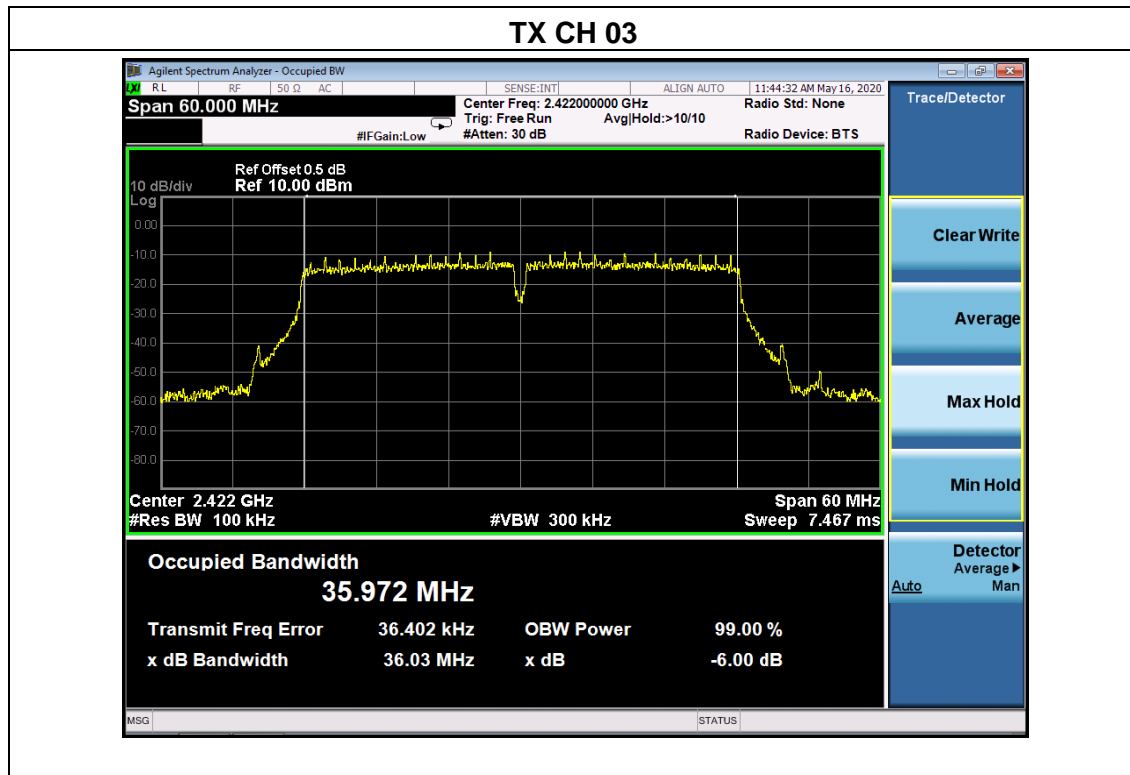 TX CH 03
Agilent Spectrum Analyzer - Occupied BW
LXI RL RF 50 Ω AC SENSE:INT ALIGN AUTO 11:44:32 AM May 16, 2020
Span 60.000 MHz
Center Freq: 2.422000000 GHz Radio Std: None
Trig: Free Run Avg|Hold:>10/10
#IFGain:Low #Atten: 30 dB Radio Device: BTS
Trace/Detector
Ref Offset 0.5 dB
10 dB/div Ref 10.00 dBm
Log
0.00
-10.0
-20.0
-30.0
-40.0
-50.0
-60.0
-70.0
-80.0
Center 2.422 GHz Span 60 MHz
#Res BW 100 kHz #VBW 300 kHz Sweep 7.467 ms
Clear Write
Average
Max Hold
Min Hold
Detector
Average▶
Auto Man
Occupied Bandwidth
35.972 MHz
Transmit Freq Error 36.402 kHz OBW Power 99.00 %
x dB Bandwidth 36.03 MHz x dB -6.00 dB
MSG STATUS